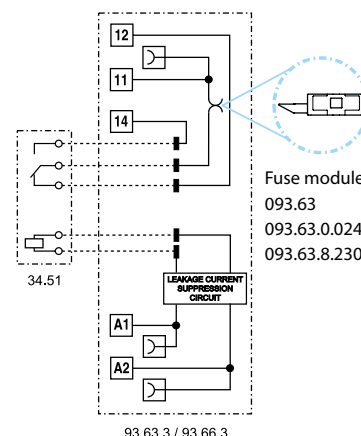 12
11
14
Fuse module
093.63
093.63.0.024
093.63.8.230
34.51
LEAKAGE CURRENT
SUPPRESSION
CIRCUIT
A1
A2
93.63.3 / 93.66.3